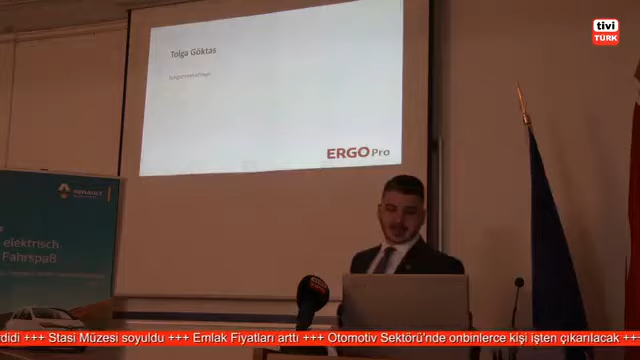 tivi
TÜRK
Tolga Göktas
ERGO Pro
RENAULT
elektrisch
Fahrspaß
didi +++ Stasi Müzesi soyuldu +++ Emlak Fiyatları arttı +++ Otomotiv Sektörü'nde onbinlerce kişi işten çıkarılacak ++